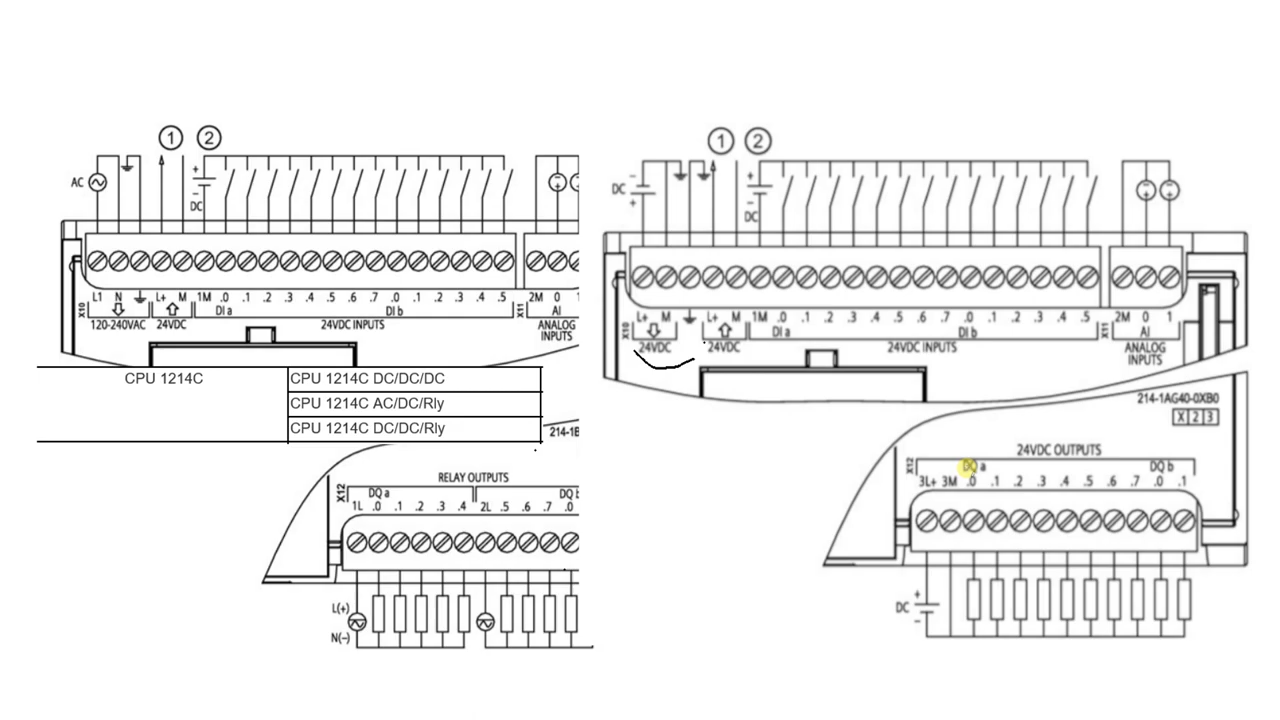 1 2
AC
+
DC
L1 N L+ M 1M .0 .1 .2 .3 .4 .5 .6 .7 .0 .1 .2 .3 .4 .5 2M 0 1
X10
120-240VAC 24VDC
DI a DI b
24VDC INPUTS
X11
AI
ANALOG
INPUTS
CPU 1214C
CPU 1214C DC/DC/DC
CPU 1214C AC/DC/Rly
CPU 1214C DC/DC/Rly
214-1B
RELAY OUTPUTS
X12
DQ a DQ b
1L .0 .1 .2 .3 .4 2L .5 .6 .7 .0
L(+)
N(−)
1 2
DC
−
+
+
−
DC
L+ M L+ M 1M .0 .1 .2 .3 .4 .5 .6 .7 .0 .1 .2 .3 .4 .5 2M 0 1
X10
24VDC 24VDC
DI a DI b
24VDC INPUTS
X11
AI
ANALOG
INPUTS
214-1AG40-0XB0
X 2 3
24VDC OUTPUTS
X12
DQ a DQ b
3L+ 3M .0 .1 .2 .3 .4 .5 .6 .7 .0 .1
+
DC
−